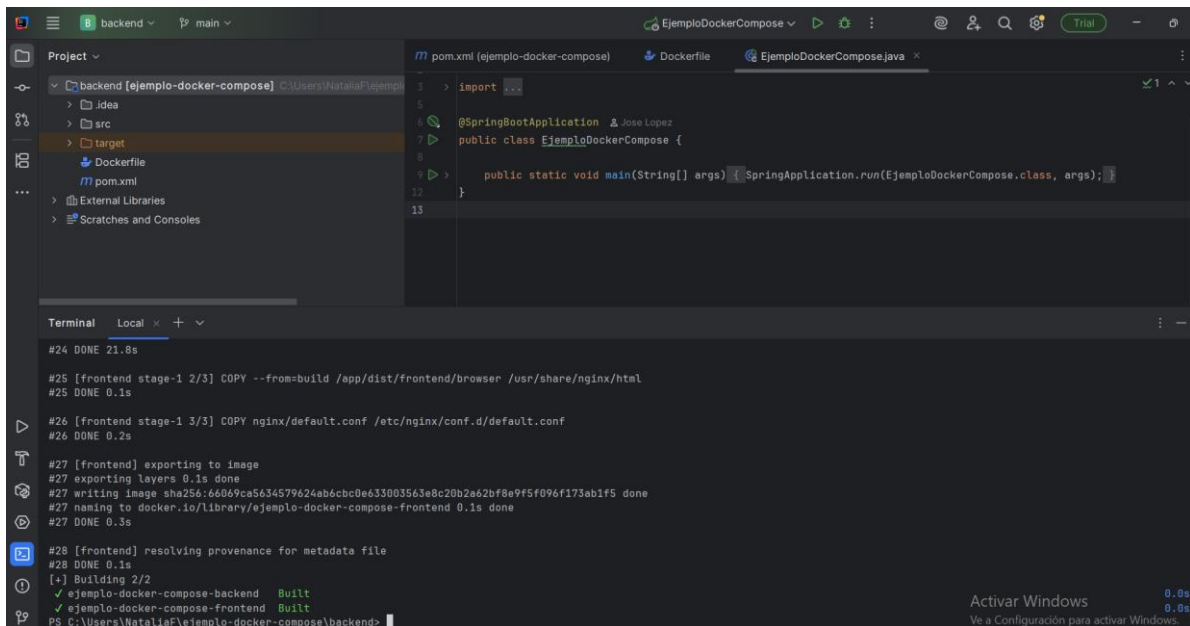 B backend main EjemploDockerCompose Trial
Project
m pom.xml (ejemplo-docker-compose) Dockerfile EjemploDockerCompose.java ×
backend [ejemplo-docker-compose] C:\Users\NataliaF\ejempl
.idea
src
target
Dockerfile
m pom.xml
External Libraries
Scratches and Consoles
3 > import ...
1
5
6 @SpringBootApplication Jose Lopez
7 public class EjemploDockerCompose {
8
9 > public static void main(String[] args) { SpringApplication.run(EjemploDockerCompose.class, args); }
12 }
13
Terminal Local × +
#24 DONE 21.8s
#25 [frontend stage-1 2/3] COPY --from=build /app/dist/frontend/browser /usr/share/nginx/html
#25 DONE 0.1s
#26 [frontend stage-1 3/3] COPY nginx/default.conf /etc/nginx/conf.d/default.conf
#26 DONE 0.2s
#27 [frontend] exporting to image
#27 exporting layers 0.1s done
#27 writing image sha256:66069ca5634579624ab6cbc0e633003563e8c20b2a62bf8e9f5f096f173ab1f5 done
#27 naming to docker.io/library/ejemplo-docker-compose-frontend 0.1s done
#27 DONE 0.3s
#28 [frontend] resolving provenance for metadata file
#28 DONE 0.1s
[+] Building 2/2
✓ ejemplo-docker-compose-backend Built 0.0s
✓ ejemplo-docker-compose-frontend Built 0.0s
PS C:\Users\NataliaF\ejemplo-docker-compose\backend>
Activar Windows
Ve a Configuración para activar Windows.